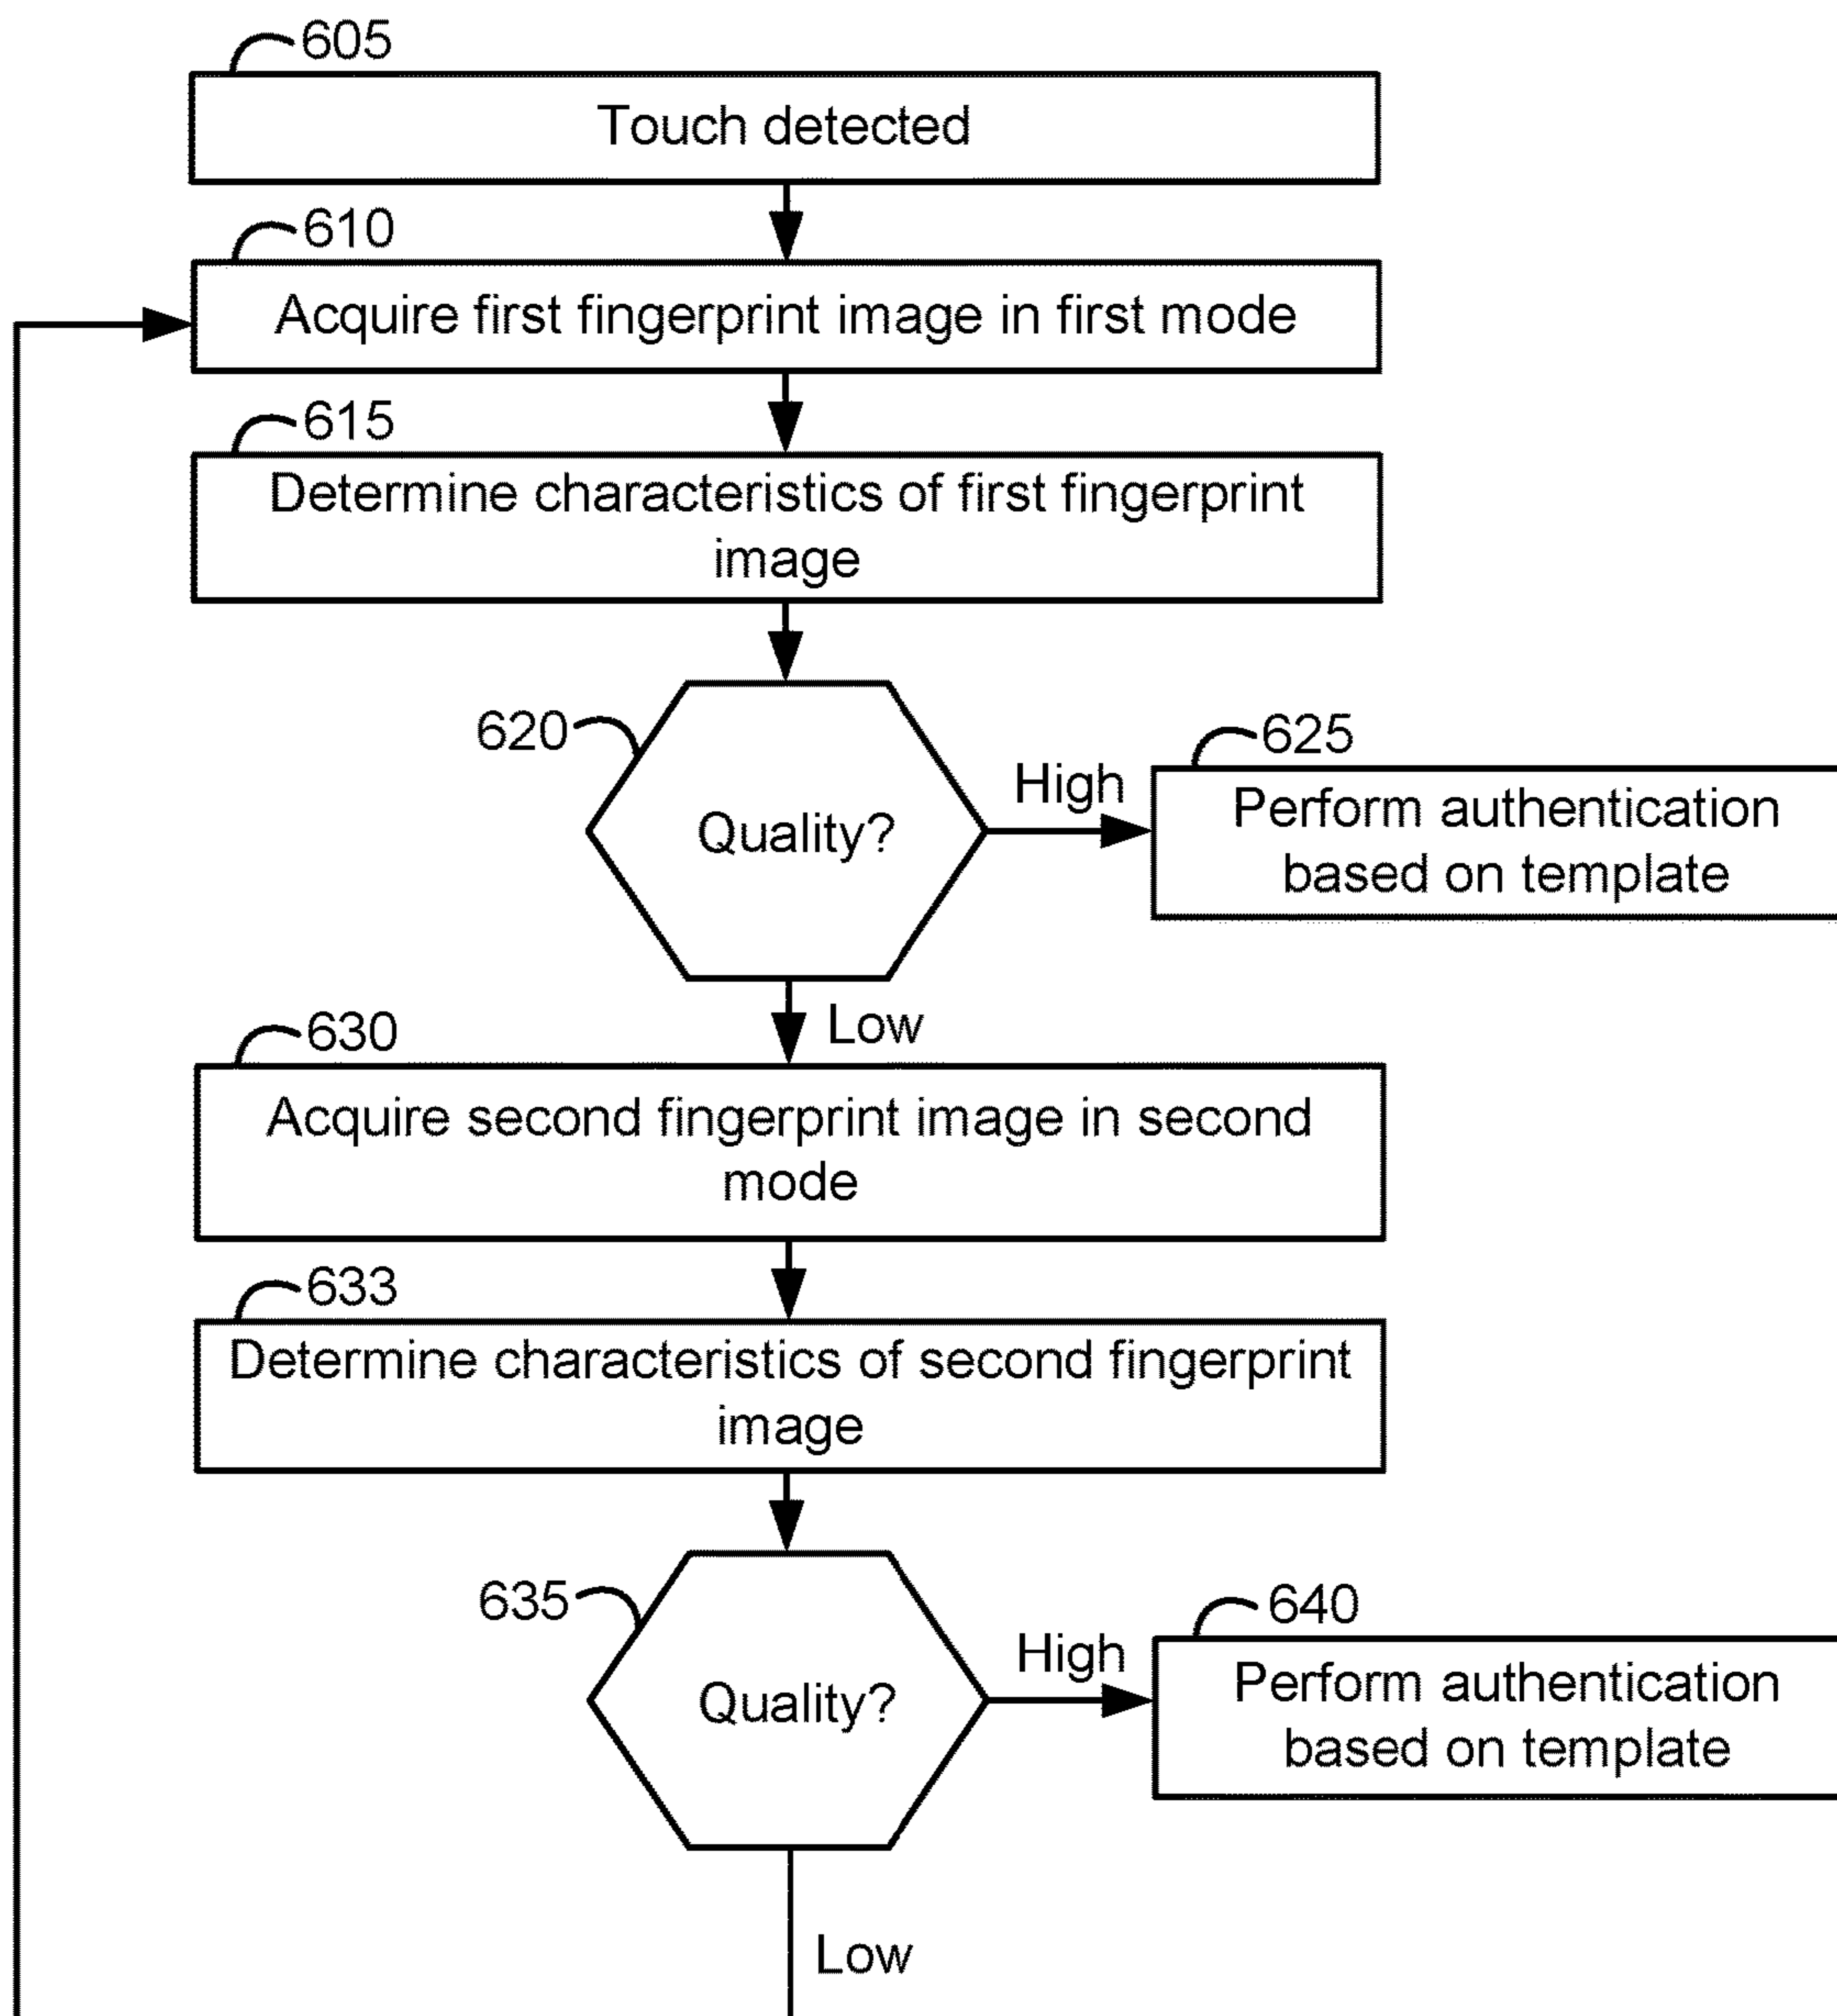 605
Touch detected
610
Acquire first fingerprint image in first mode
615
Determine characteristics of first fingerprint
image
620
Quality?
High
625
Perform authentication
based on template
Low
630
Acquire second fingerprint image in second
mode
633
Determine characteristics of second fingerprint
image
635
Quality?
High
640
Perform authentication
based on template
Low